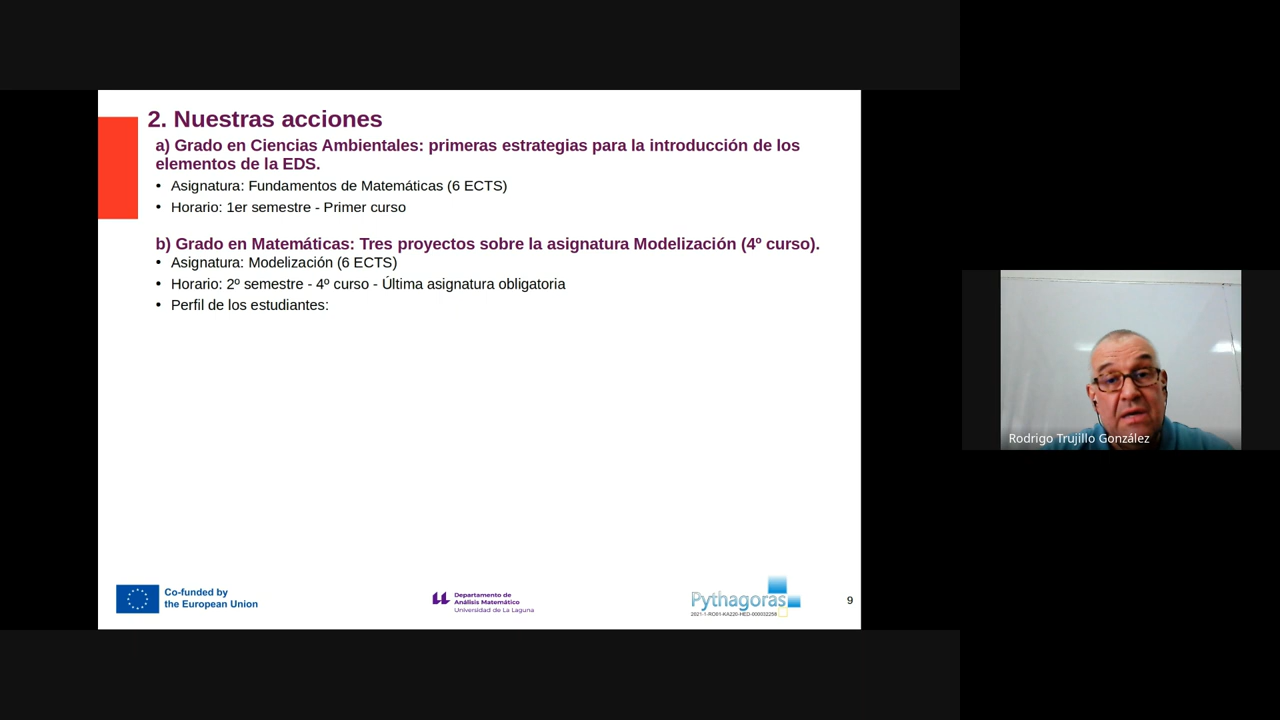 2. Nuestras acciones
a) Grado en Ciencias Ambientales: primeras estrategias para la introducción de los
elementos de la EDS.
• Asignatura: Fundamentos de Matemáticas (6 ECTS)
• Horario: 1er semestre - Primer curso
b) Grado en Matemáticas: Tres proyectos sobre la asignatura Modelización (4º curso).
• Asignatura: Modelización (6 ECTS)
• Horario: 2º semestre - 4º curso - Última asignatura obligatoria
• Perfil de los estudiantes:
Rodrigo Trujillo González
Co-funded by
the European Union
Departamento de
Análisis Matemático
Universidad de La Laguna
Pythagoras
2021-1-RO01-KA220-HED-000032258
9